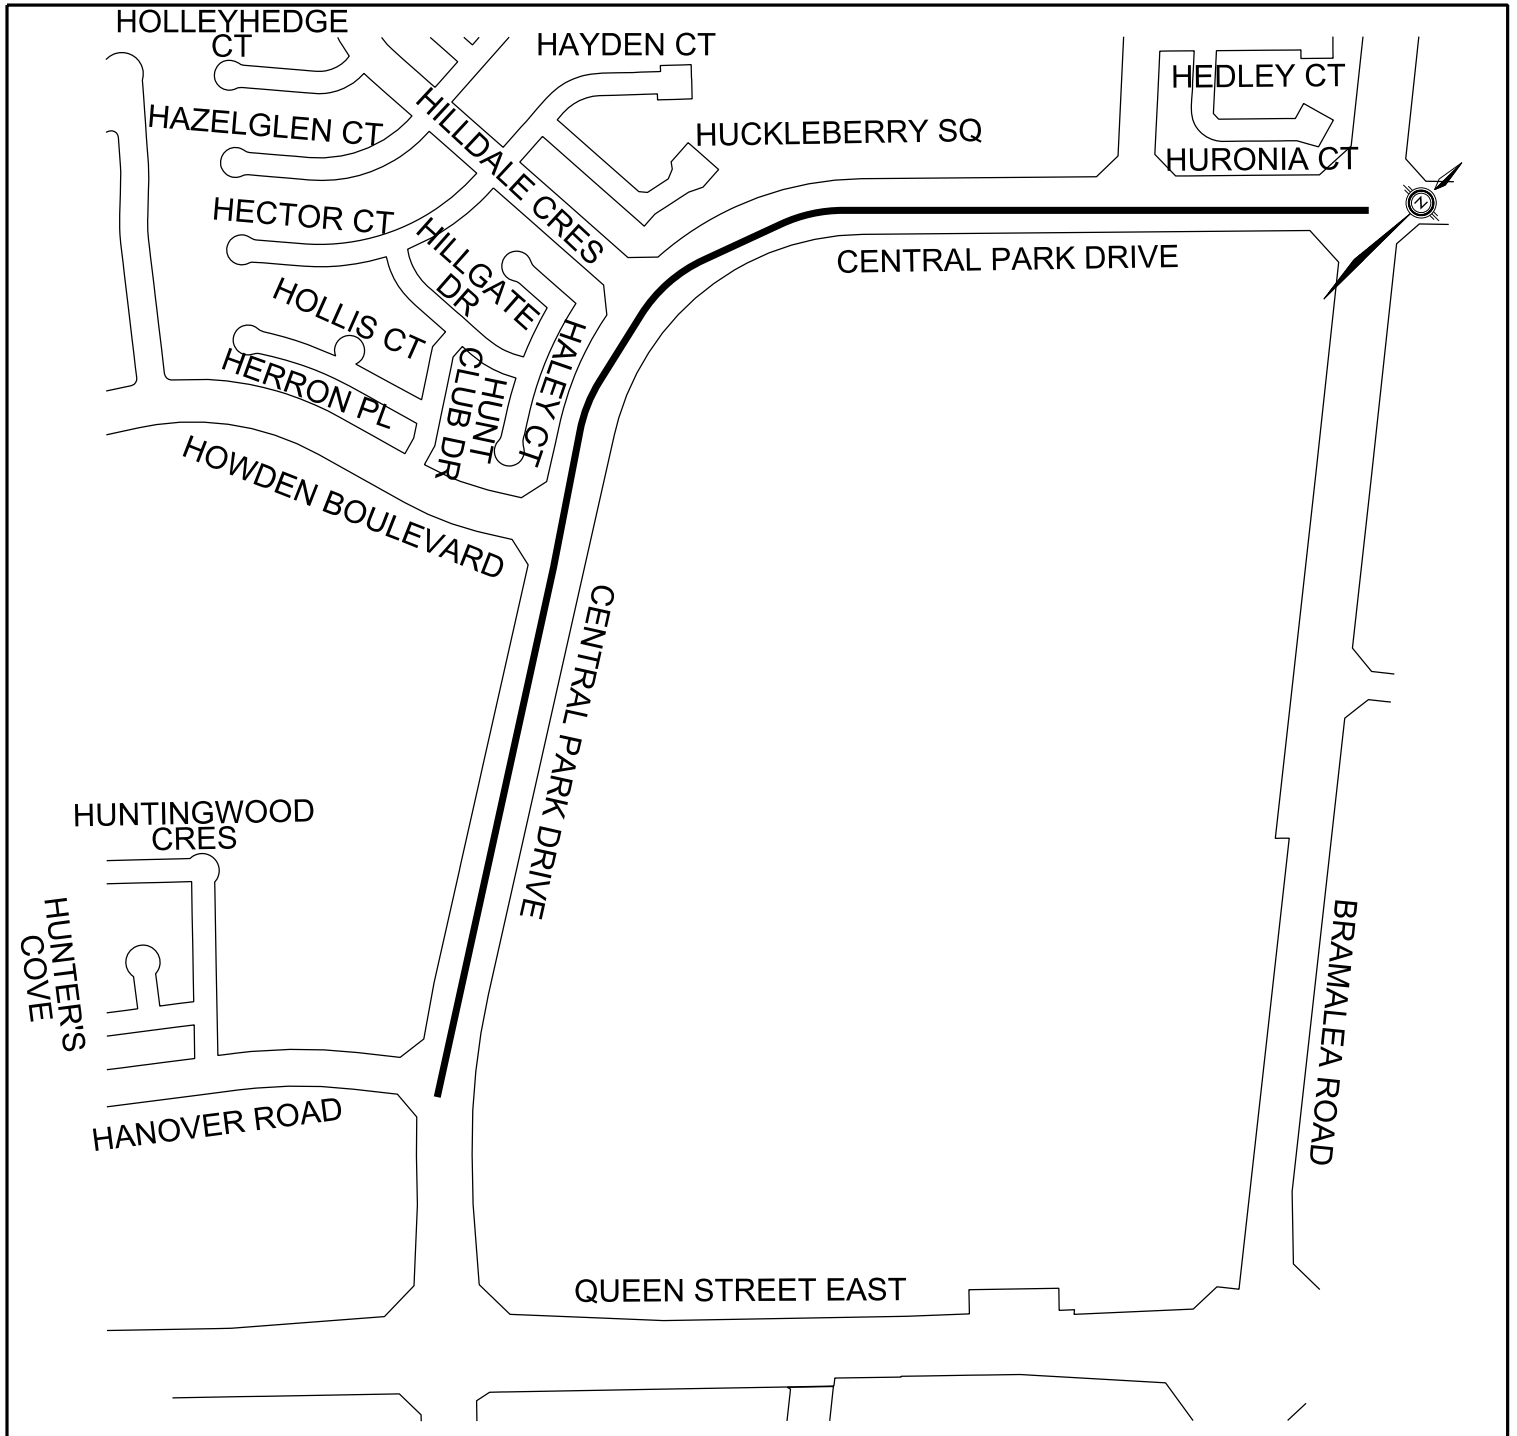 HOLLEYHEDGE
CT
HAYDEN CT
HEDLEY CT
HAZELGLEN CT
HILLDALE CRES
HUCKLEBERRY SQ
HURONIA CT
HECTOR CT
HILLGATE
DR
N
CENTRAL PARK DRIVE
HOLLIS CT
HALEY CT
HERRON PL
HUNT
CLUB DR
HOWDEN BOULEVARD
CENTRAL PARK DRIVE
HUNTINGWOOD
CRES
HUNTER'S
COVE
BRAMALEA ROAD
HANOVER ROAD
QUEEN STREET EAST